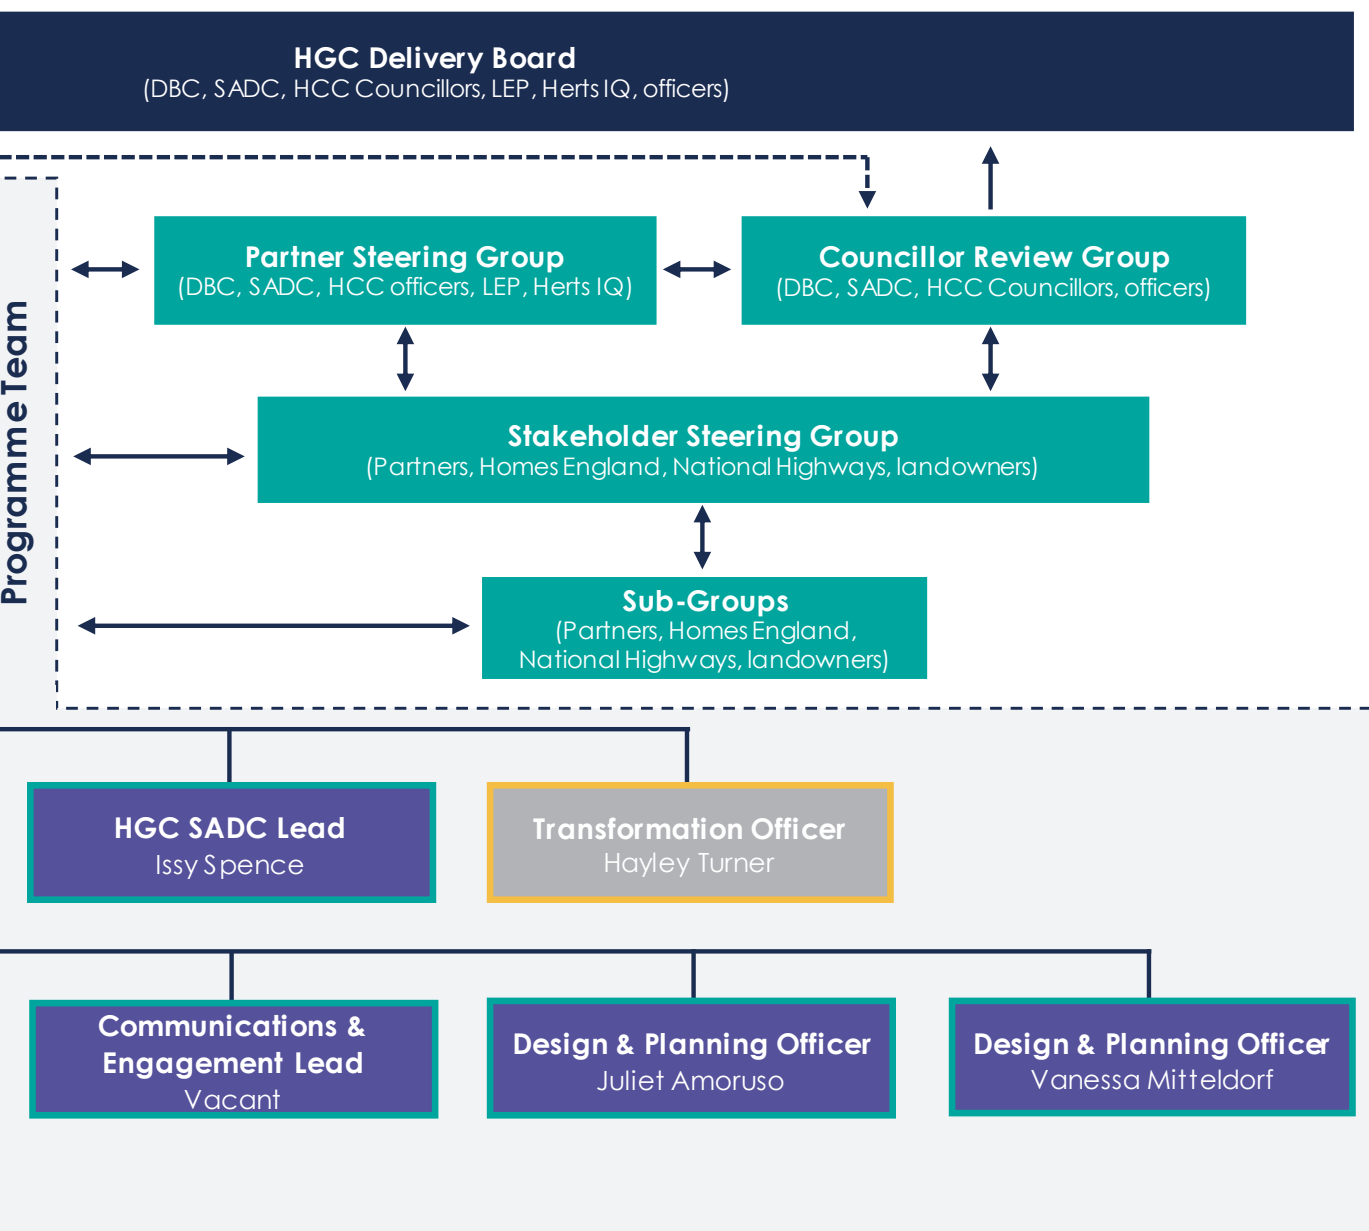 HGC Delivery Board
(DBC, SADC, HCC Councillors, LEP, Herts IQ, officers)
Programme Team
Partner Steering Group
(DBC, SADC, HCC officers, LEP, Herts IQ)
Councillor Review Group
(DBC, SADC, HCC Councillors, officers)
Stakeholder Steering Group
(Partners, Homes England, National Highways, landowners)
Sub-Groups
(Partners, Homes England,
National Highways, landowners)
HGC SADC Lead
Issy Spence
Transformation Officer
Hayley Turner
Communications &
Engagement Lead
Vacant
Design & Planning Officer
Juliet Amoruso
Design & Planning Officer
Vanessa Mitteldorf